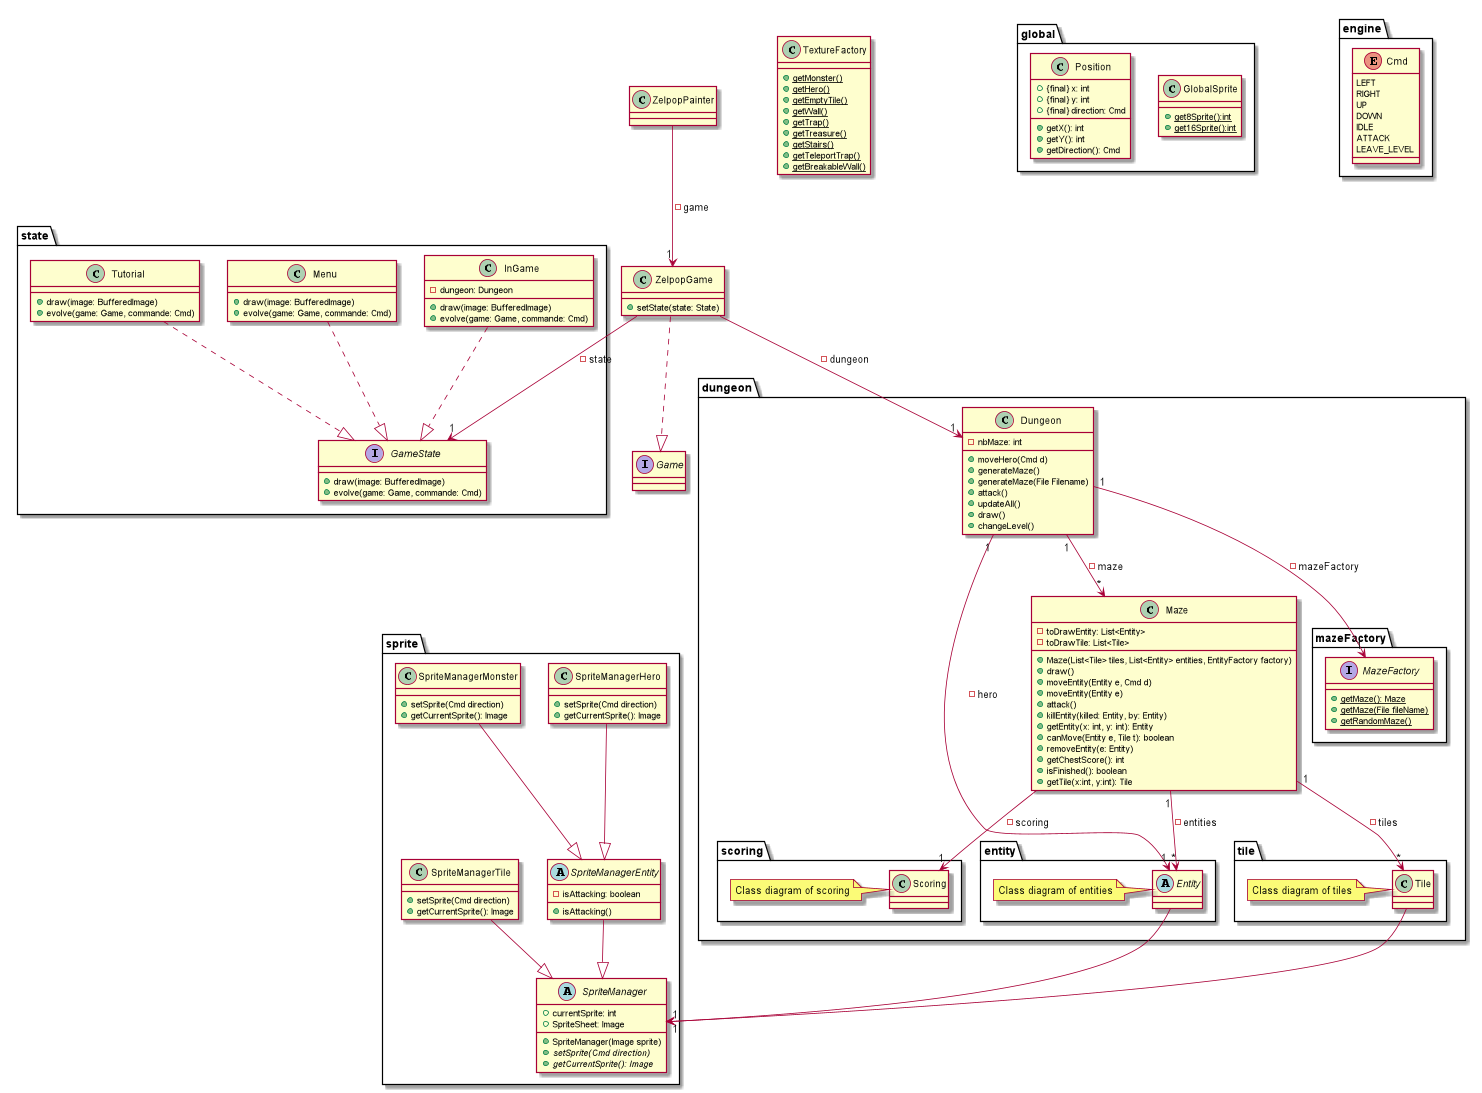 C ZelpopPainter
game
1
C TextureFactory
getMonster()
getHero()
getEmptyTile()
getWall()
getTrap()
getTreasure()
getStairs()
getTeleportTrap()
getBreakableWall()
global
C Position
{final} x: int
{final} y: int
{final} direction: Cmd
getX(): int
getY(): int
getDirection(): Cmd
C GlobalSprite
get8Sprite():int
get16Sprite():int
engine
E Cmd
LEFT
RIGHT
UP
DOWN
IDLE
ATTACK
LEAVE_LEVEL
state
C Tutorial
draw(image: BufferedImage)
evolve(game: Game, commande: Cmd)
C Menu
draw(image: BufferedImage)
evolve(game: Game, commande: Cmd)
C InGame
dungeon: Dungeon
draw(image: BufferedImage)
evolve(game: Game, commande: Cmd)
C ZelpopGame
setState(state: State)
state
1
dungeon
1
I GameState
draw(image: BufferedImage)
evolve(game: Game, commande: Cmd)
I Game
dungeon
C Dungeon
nbMaze: int
moveHero(Cmd d)
generateMaze()
generateMaze(File Filename)
attack()
updateAll()
draw()
changeLevel()
1
1
1
maze
*
mazeFactory
hero
C Maze
toDrawEntity: List<Entity>
toDrawTile: List<Tile>
Maze(List<Tile> tiles, List<Entity> entities, EntityFactory factory)
draw()
moveEntity(Entity e, Cmd d)
moveEntity(Entity e)
attack()
killEntity(killed: Entity, by: Entity)
getEntity(x: int, y: int): Entity
canMove(Entity e, Tile t): boolean
removeEntity(e: Entity)
getChestScore(): int
isFinished(): boolean
getTile(x:int, y:int): Tile
mazeFactory
I MazeFactory
getMaze(): Maze
getMaze(File fileName)
getRandomMaze()
sprite
C SpriteManagerMonster
setSprite(Cmd direction)
getCurrentSprite(): Image
C SpriteManagerHero
setSprite(Cmd direction)
getCurrentSprite(): Image
C SpriteManagerTile
setSprite(Cmd direction)
getCurrentSprite(): Image
A SpriteManagerEntity
isAttacking: boolean
isAttacking()
A SpriteManager
currentSprite: int
SpriteSheet: Image
SpriteManager(Image sprite)
setSprite(Cmd direction)
getCurrentSprite(): Image
1
1
scoring
1
1
entities
1
tiles
1
*
*
scoring
Class diagram of scoring
C Scoring
entity
Class diagram of entities
A Entity
tile
Class diagram of tiles
C Tile